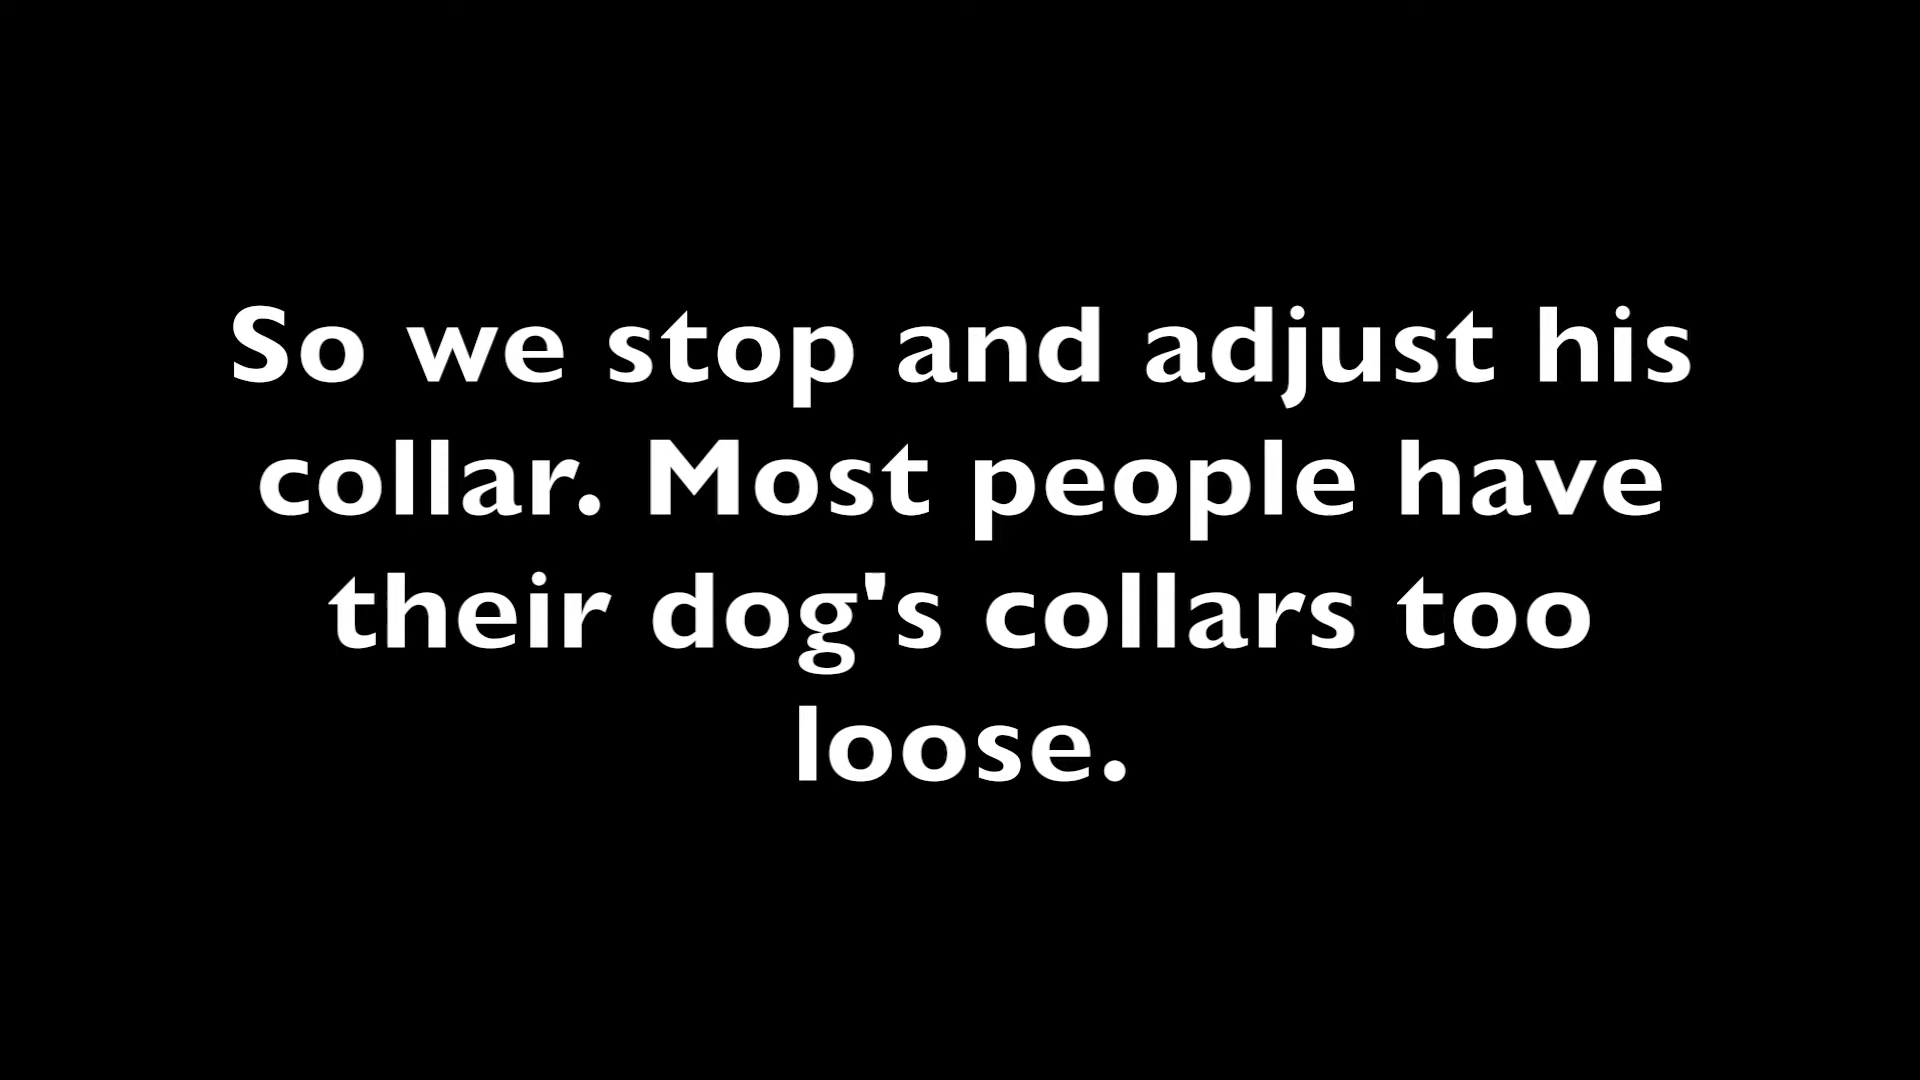 So we stop and adjust his
collar. Most people have
their dog's collars too
loose.